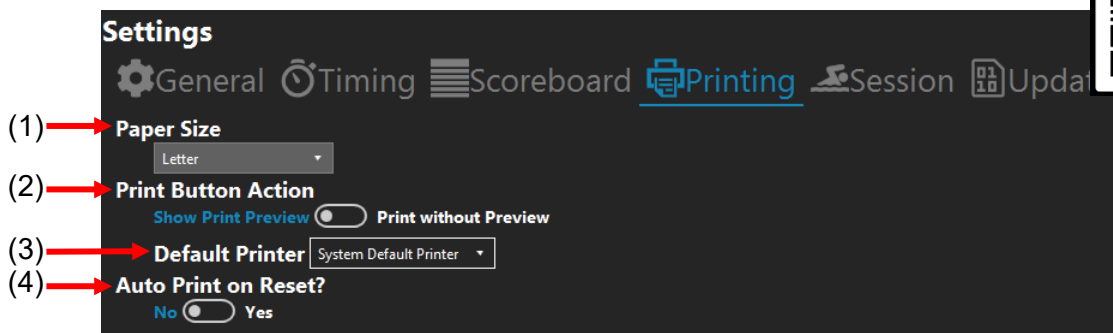 Settings
General Timing Scoreboard Printing Session Updat
(1) Paper Size
Letter
(2) Print Button Action
Show Print Preview Print without Preview
(3) Default Printer System Default Printer
(4) Auto Print on Reset?
No Yes